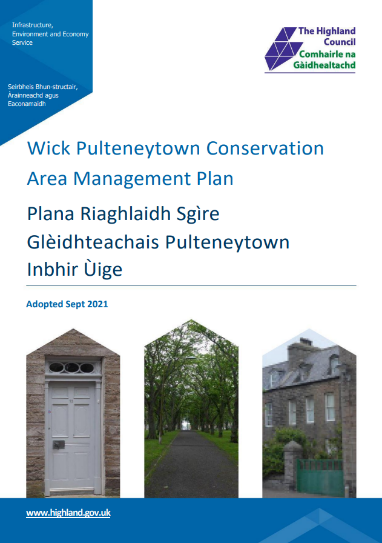 Infrastructure,
Environment and Economy
Service
Seirbheis Bhun-structair,
Àrainneachd agus
Eaconamaidh
The Highland
Council
Comhairle na
Gàidhealtachd
Wick Pulteneytown Conservation
Area Management Plan
Plana Riaghlaidh Sgìre
Glèidhteachais Pulteneytown
Inbhir Ùige
Adopted Sept 2021
www.highland.gov.uk